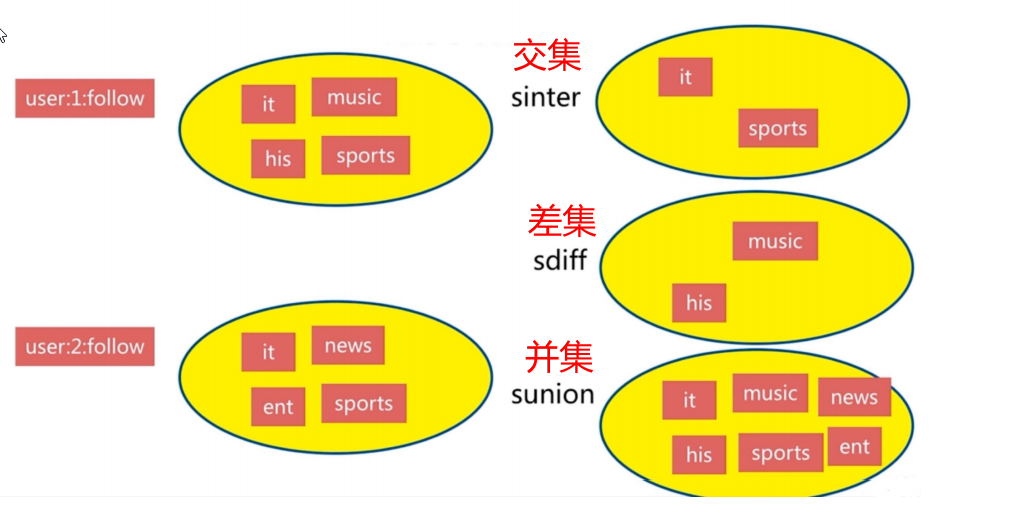 user:1:follow
it
music
his
sports
交集
sinter
it
sports
差集
sdiff
music
his
user:2:follow
it
news
ent
sports
并集
sunion
it
music
news
his
sports
ent